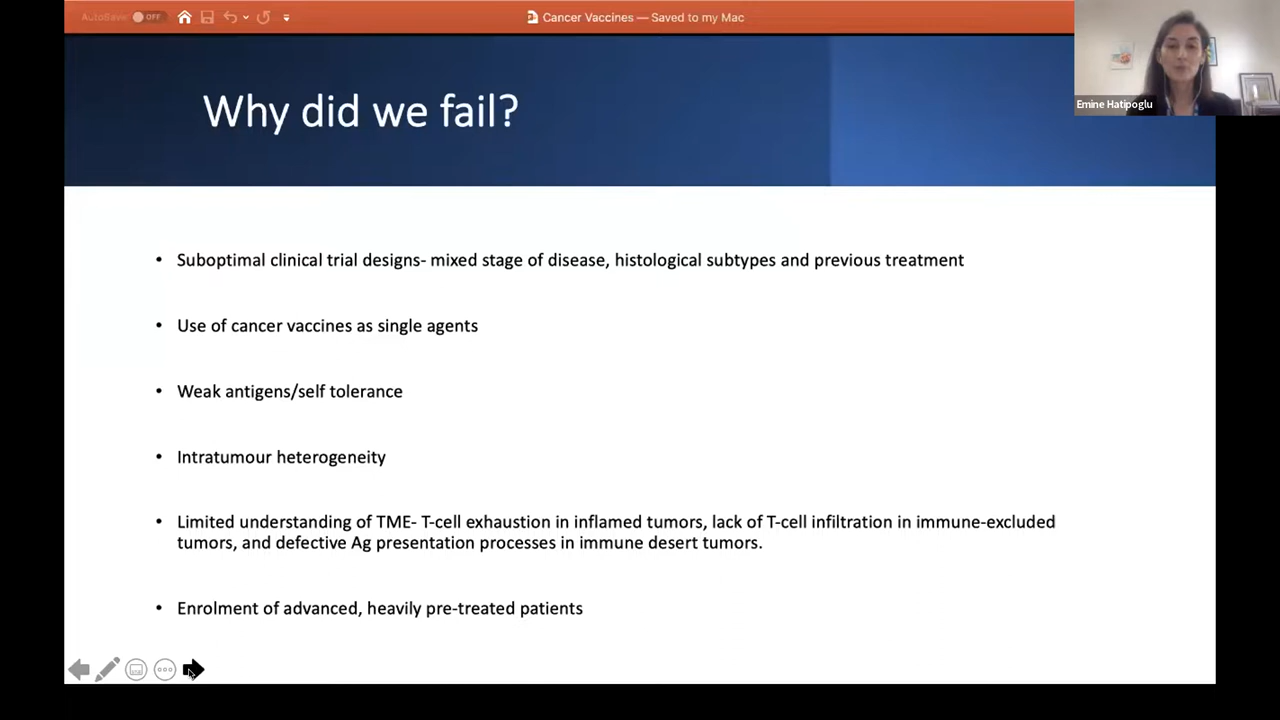 AutoSave OFF
Cancer Vaccines — Saved to my Mac
Emine Hatipoglu
Why did we fail?
• Suboptimal clinical trial designs- mixed stage of disease, histological subtypes and previous treatment
• Use of cancer vaccines as single agents
• Weak antigens/self tolerance
• Intratumour heterogeneity
• Limited understanding of TME- T-cell exhaustion in inflamed tumors, lack of T-cell infiltration in immune-excluded
tumors, and defective Ag presentation processes in immune desert tumors.
• Enrolment of advanced, heavily pre-treated patients